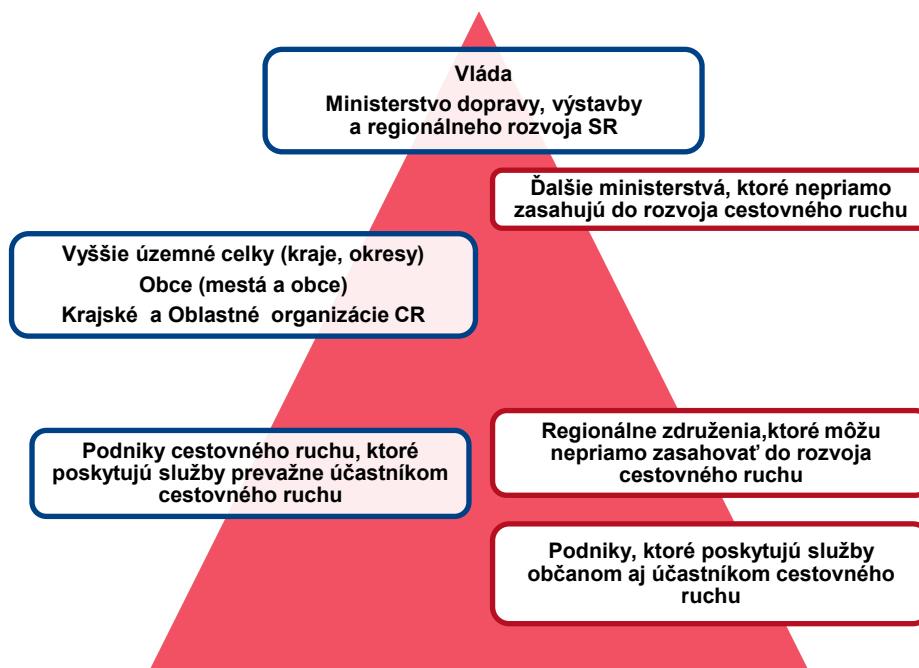 Vláda
Ministerstvo dopravy, výstavby
a regionálneho rozvoja SR
Ďalšie ministerstvá, ktoré nepriamo
zasahujú do rozvoja cestovného ruchu
Vyššie územné celky (kraje, okresy)
Obce (mestá a obce)
Krajské a Oblastné organizácie CR
Podniky cestovného ruchu, ktoré
poskytujú služby prevažne účastníkom
cestovného ruchu
Regionálne združenia,ktoré môžu
nepriamo zasahovať do rozvoja
cestovného ruchu
Podniky, ktoré poskytujú služby
občanom aj účastníkom cestovného
ruchu